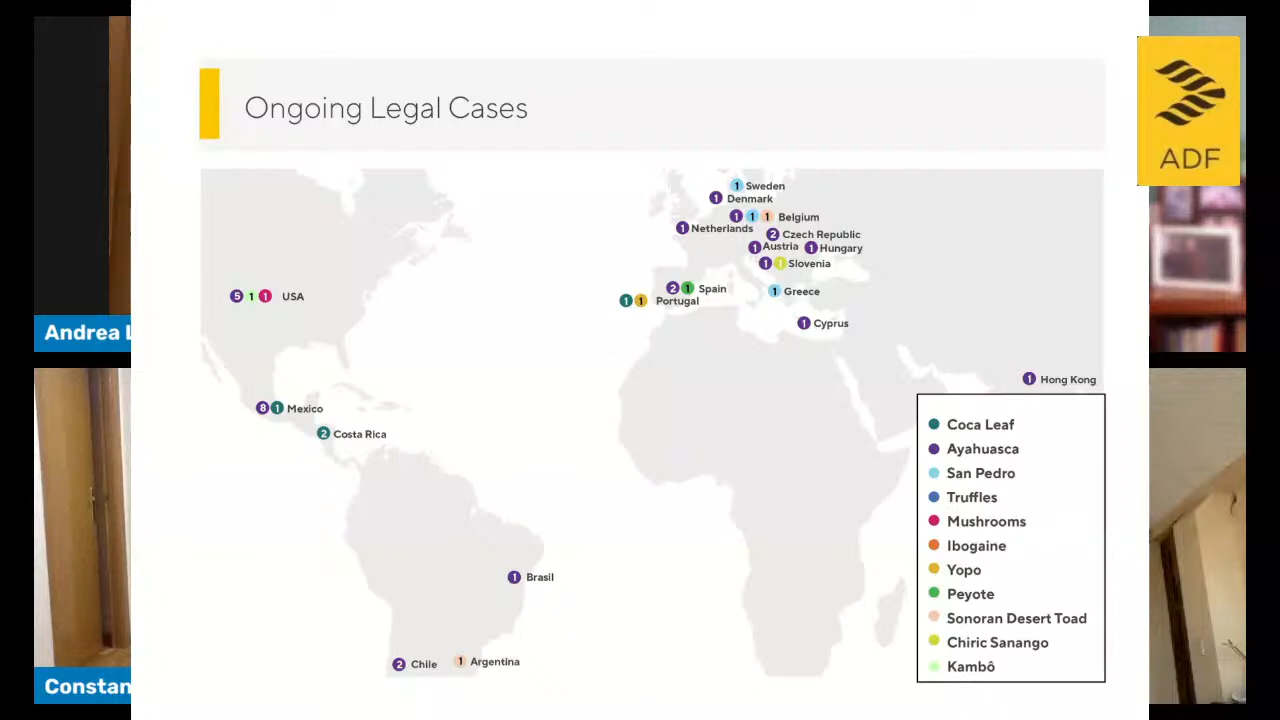 Ongoing Legal Cases
ADF
1 Sweden
1 Denmark
1 1 1 Belgium
1 Netherlands
2 Czech Republic
1 Austria
1 Hungary
1 1 Slovenia
2 1 Spain
1 Greece
5 1 1 USA
1 1 Portugal
1 Cyprus
Andrea L
1 Hong Kong
8 1 Mexico
2 Costa Rica
Coca Leaf
Ayahuasca
San Pedro
Truffles
Mushrooms
Ibogaine
Yopo
Peyote
Sonoran Desert Toad
Chiric Sanango
Kambô
1 Brasil
2 Chile
1 Argentina
Constan